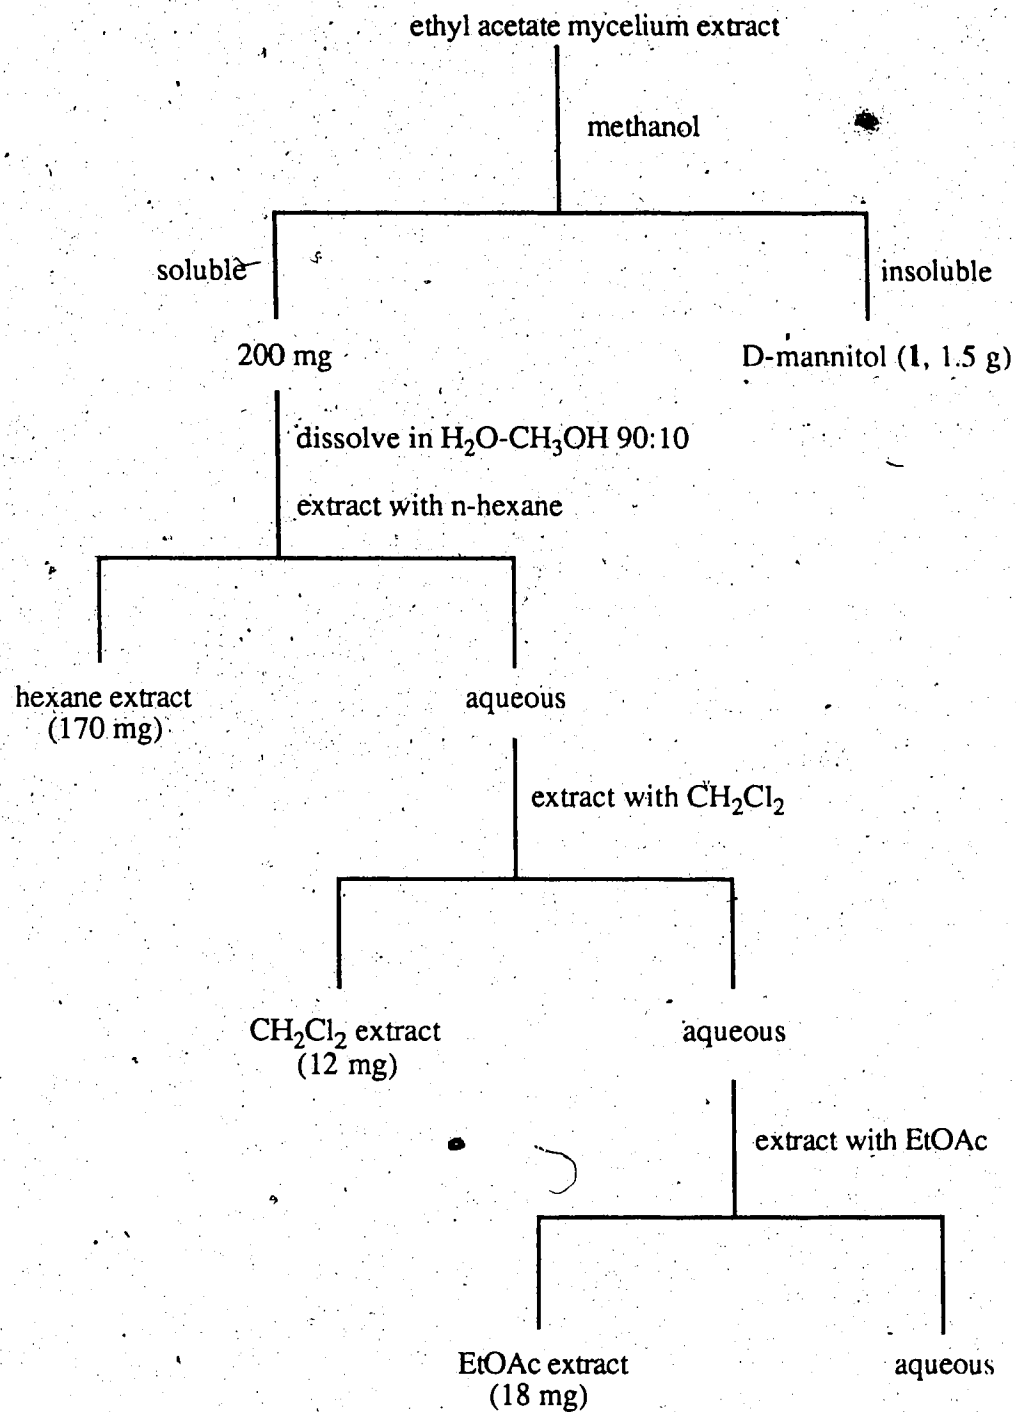 ethyl acetate mycelium extract
methanol
soluble
insoluble
200 mg
D-mannitol (1, 1.5 g)
dissolve in H₂O-CH₃OH 90:10
extract with n-hexane
hexane extract
(170 mg)
aqueous
extract with CH₂Cl₂
CH₂Cl₂ extract
(12 mg)
aqueous
extract with EtOAc
EtOAc extract
(18 mg)
aqueous